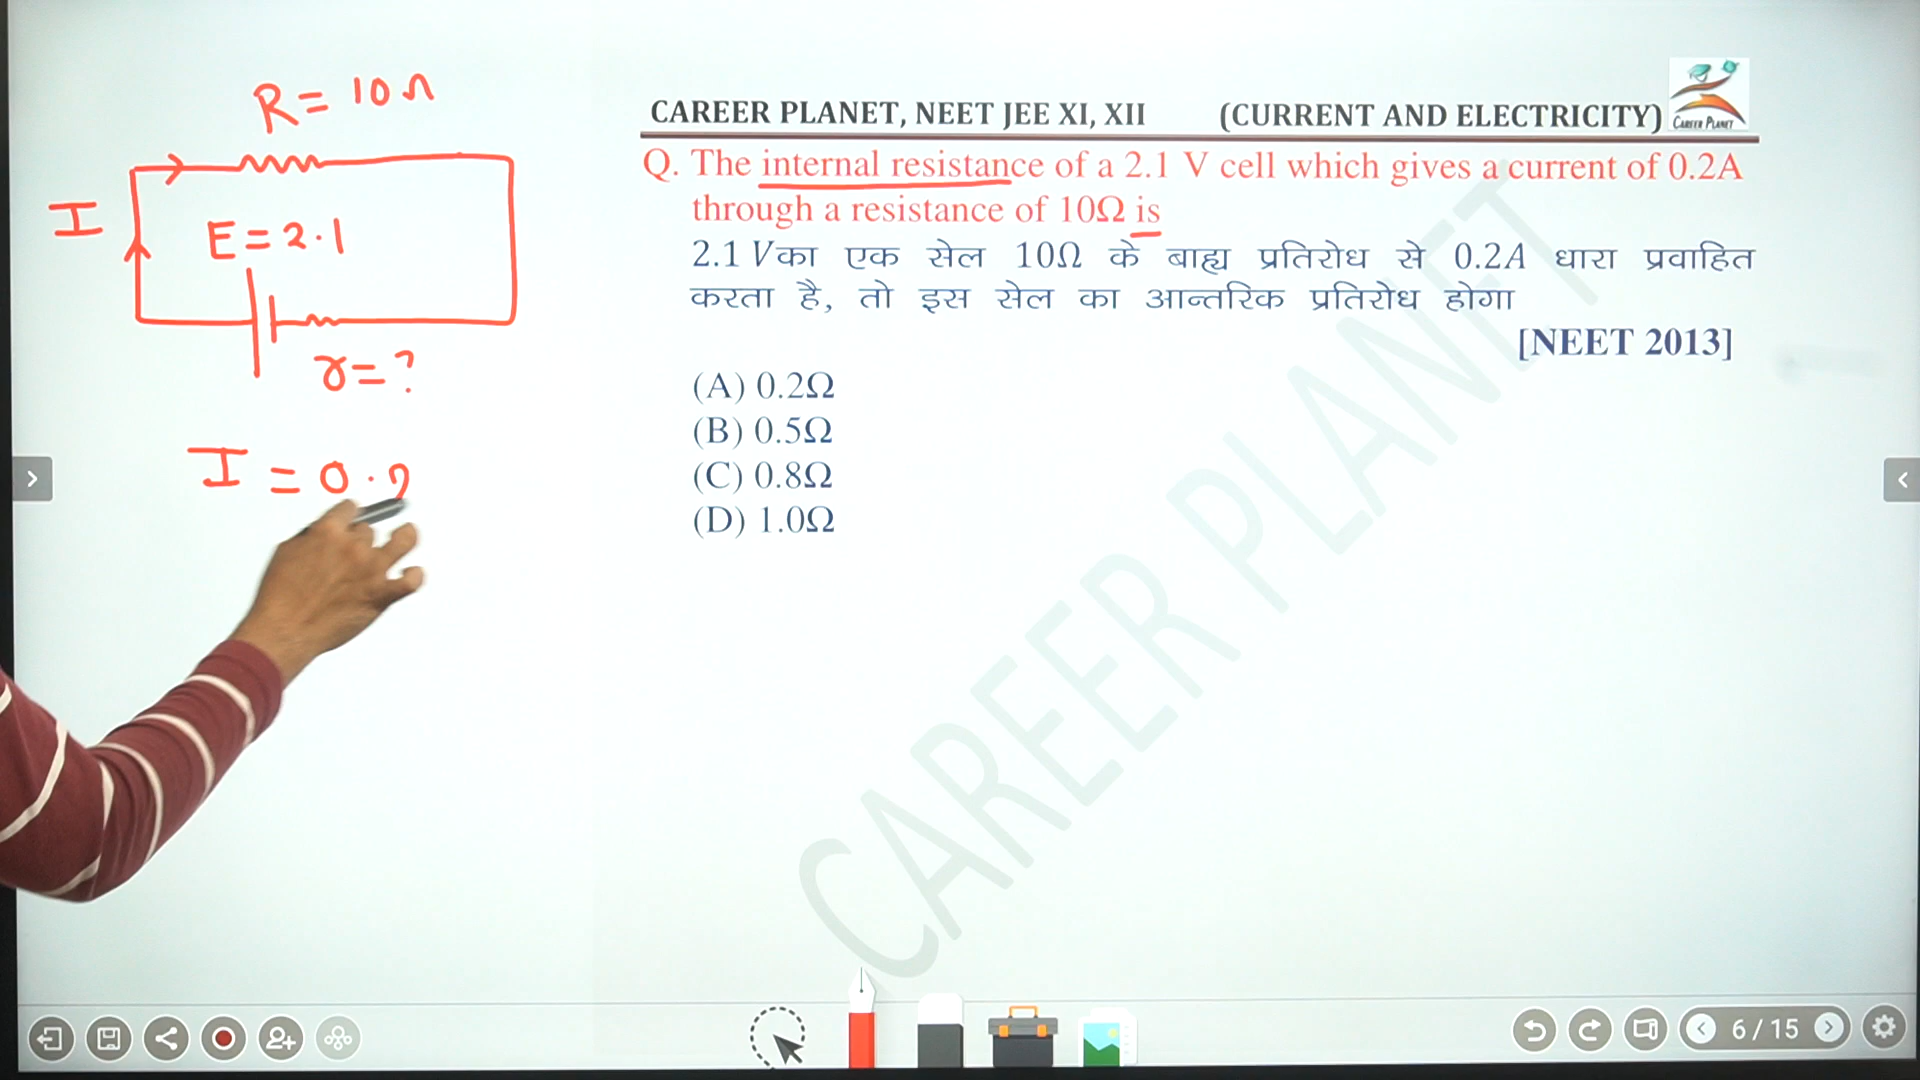 R = 10 Ω
I
E = 2.1
r = ?
I = 0.2
CAREER PLANET, NEET JEE XI, XII (CURRENT AND ELECTRICITY)
CAREER PLANET
Q. The internal resistance of a 2.1 V cell which gives a current of 0.2A
through a resistance of 10Ω is
2.1 Vका एक सेल 10Ω के बाह्य प्रतिरोध से 0.2A धारा प्रवाहित
करता है, तो इस सेल का आन्तरिक प्रतिरोध होगा
[NEET 2013]
(A) 0.2Ω
(B) 0.5Ω
(C) 0.8Ω
(D) 1.0Ω
CAREER PLANET
6 / 15